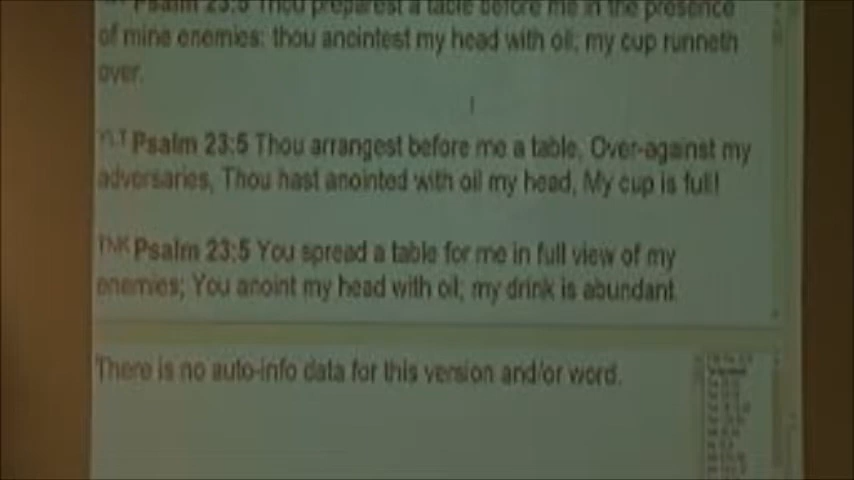 Psalm 23:5 Thou preparest a table before me in the presence
of mine enemies: thou anointest my head with oil; my cup runneth
over.
YLT Psalm 23:5 Thou arrangest before me a table, Over-against my
adversaries, Thou hast anointed with oil my head, My cup is full!
TNK Psalm 23:5 You spread a table for me in full view of my
enemies; You anoint my head with oil; my drink is abundant.
There is no auto-info data for this version and/or word.